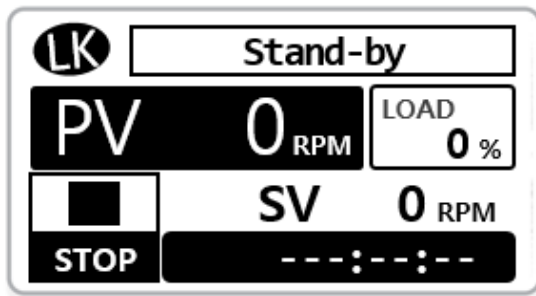 LK Stand-by
PV 0 RPM LOAD 0 %
SV 0 RPM
STOP ---:--:--